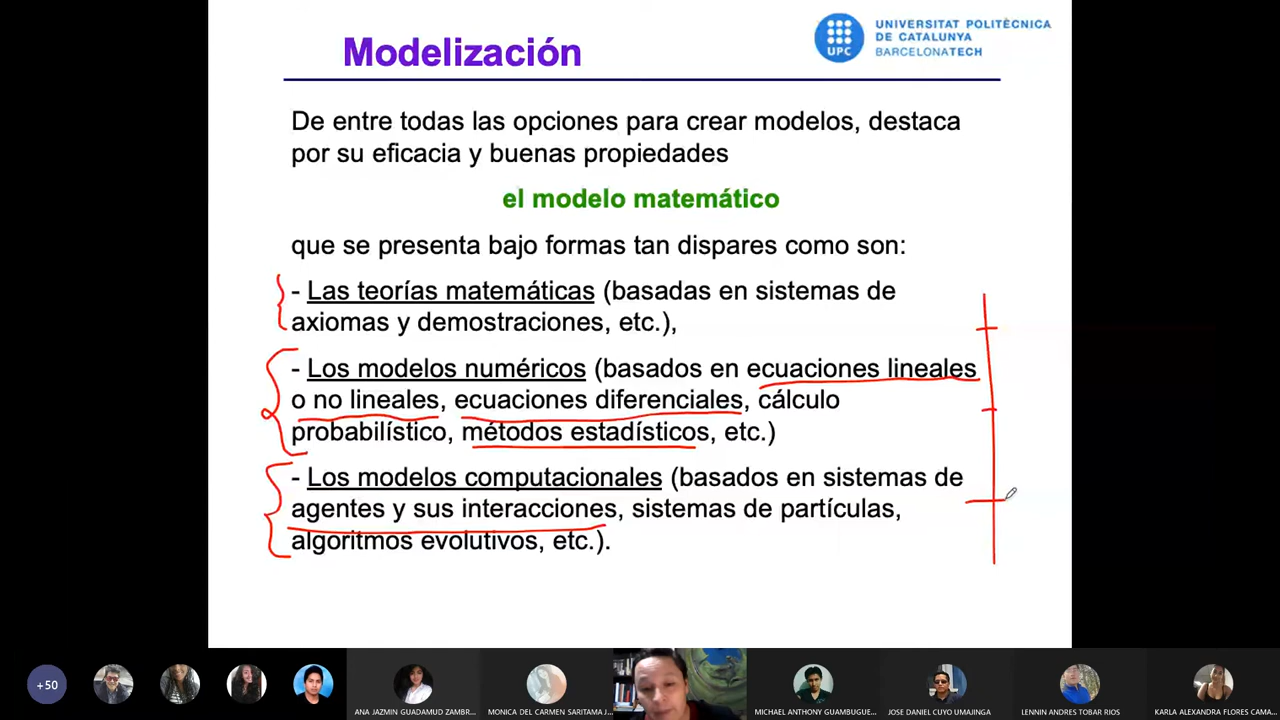 Modelización
UNIVERSITAT POLITÈCNICA
DE CATALUNYA
BARCELONATECH
UPC
De entre todas las opciones para crear modelos, destaca
por su eficacia y buenas propiedades
el modelo matemático
que se presenta bajo formas tan dispares como son:
- Las teorías matemáticas (basadas en sistemas de
axiomas y demostraciones, etc.),
- Los modelos numéricos (basados en ecuaciones lineales
o no lineales, ecuaciones diferenciales, cálculo
probabilístico, métodos estadísticos, etc.)
- Los modelos computacionales (basados en sistemas de
agentes y sus interacciones, sistemas de partículas,
algoritmos evolutivos, etc.).
+50
ANA JAZMIN GUADAMUD ZAMBR...
MONICA DEL CARMEN SARITAMA J...
MICHAEL ANTHONY GUAMBUGUE...
JOSE DANIEL CUYO UMAJINGA
LENNIN ANDRES TOBAR RIOS
KARLA ALEXANDRA FLORES CAMA...